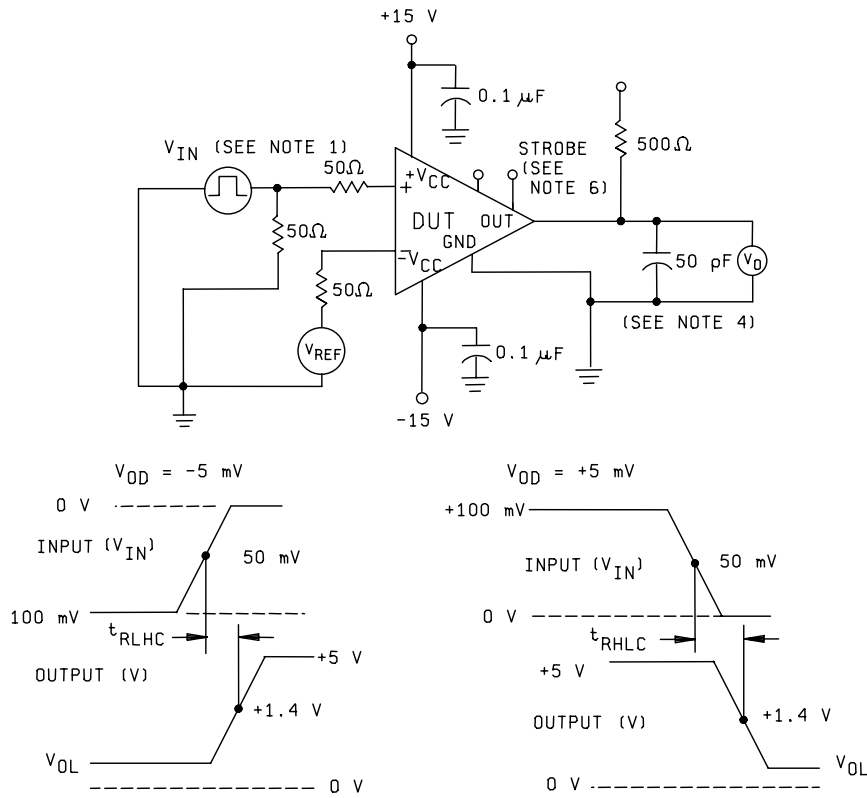 +15 V
0.1 µF
V_IN (SEE NOTE 1)
50Ω
STROBE
(SEE
NOTE 6)
500Ω
+V_CC
+
50Ω
DUT
OUT
GND
−
-V_CC
50Ω
50 pF
V_O
V_REF
(SEE NOTE 4)
0.1 µF
-15 V
V_OD = -5 mV
0 V
INPUT (V_IN)
50 mV
100 mV
t_RLHC
OUTPUT (V)
+5 V
+1.4 V
V_OL
0 V
V_OD = +5 mV
+100 mV
INPUT (V_IN)
50 mV
0 V
t_RHLC
+5 V
OUTPUT (V)
+1.4 V
V_OL
0 V